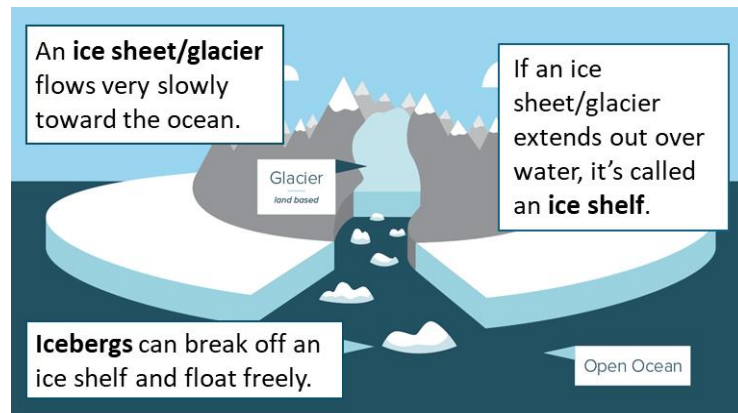 An ice sheet/glacier
flows very slowly
toward the ocean.
If an ice
sheet/glacier
extends out over
water, it's called
an ice shelf.
Glacier
land based
Icebergs can break off an
ice shelf and float freely.
Open Ocean